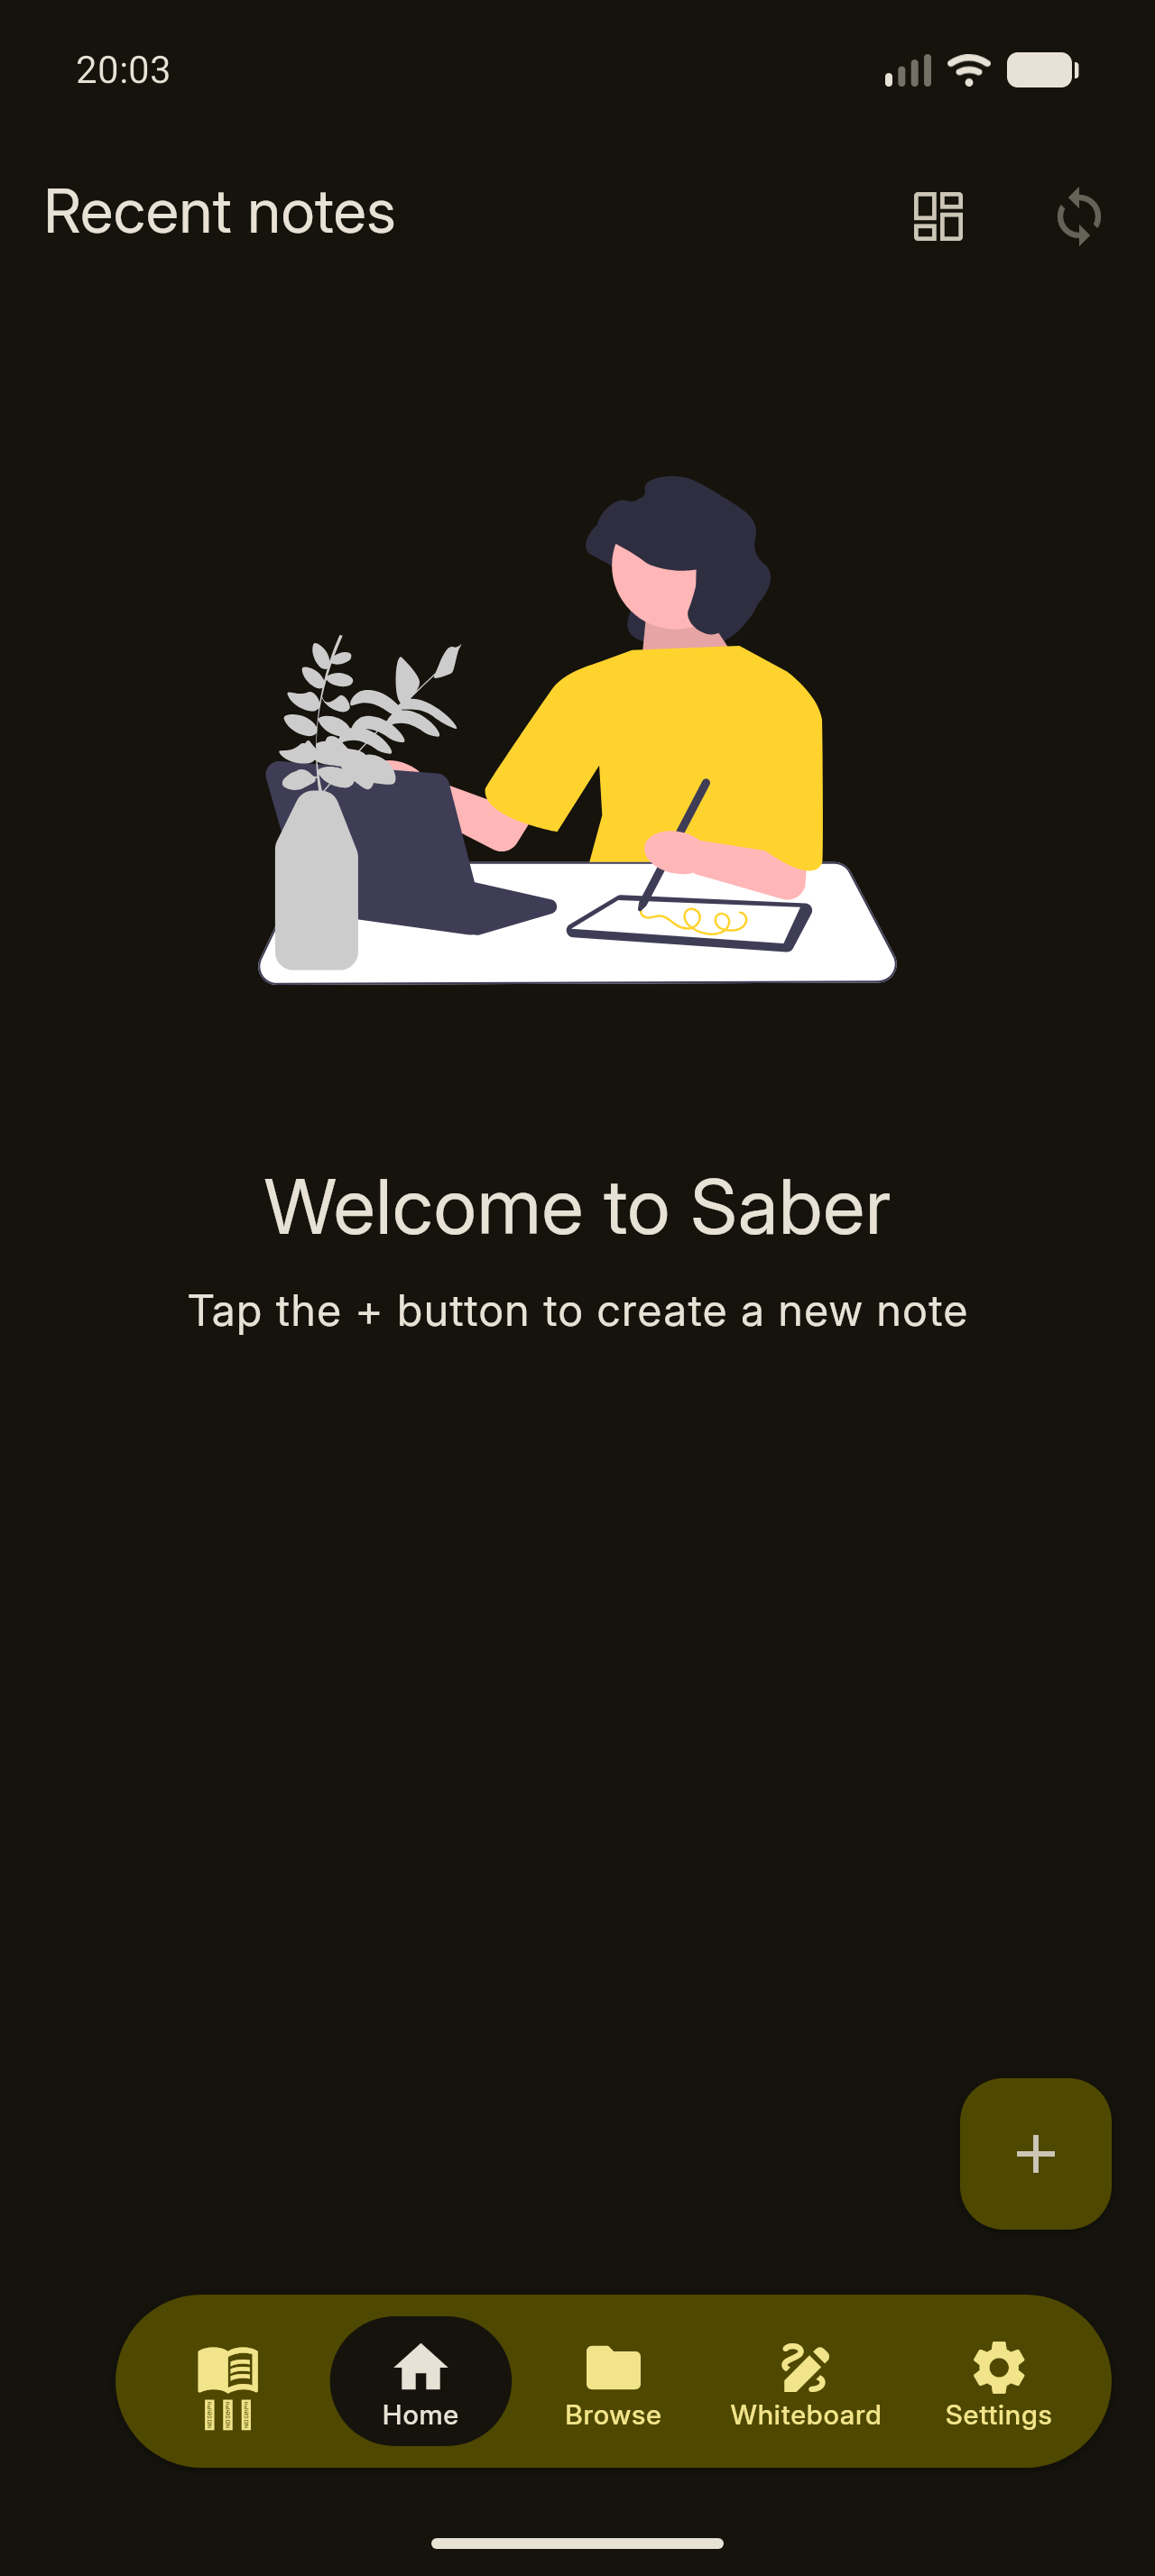 20:03
Recent notes
Welcome to Saber
Tap the + button to create a new note
Home
Browse
Whiteboard
Settings